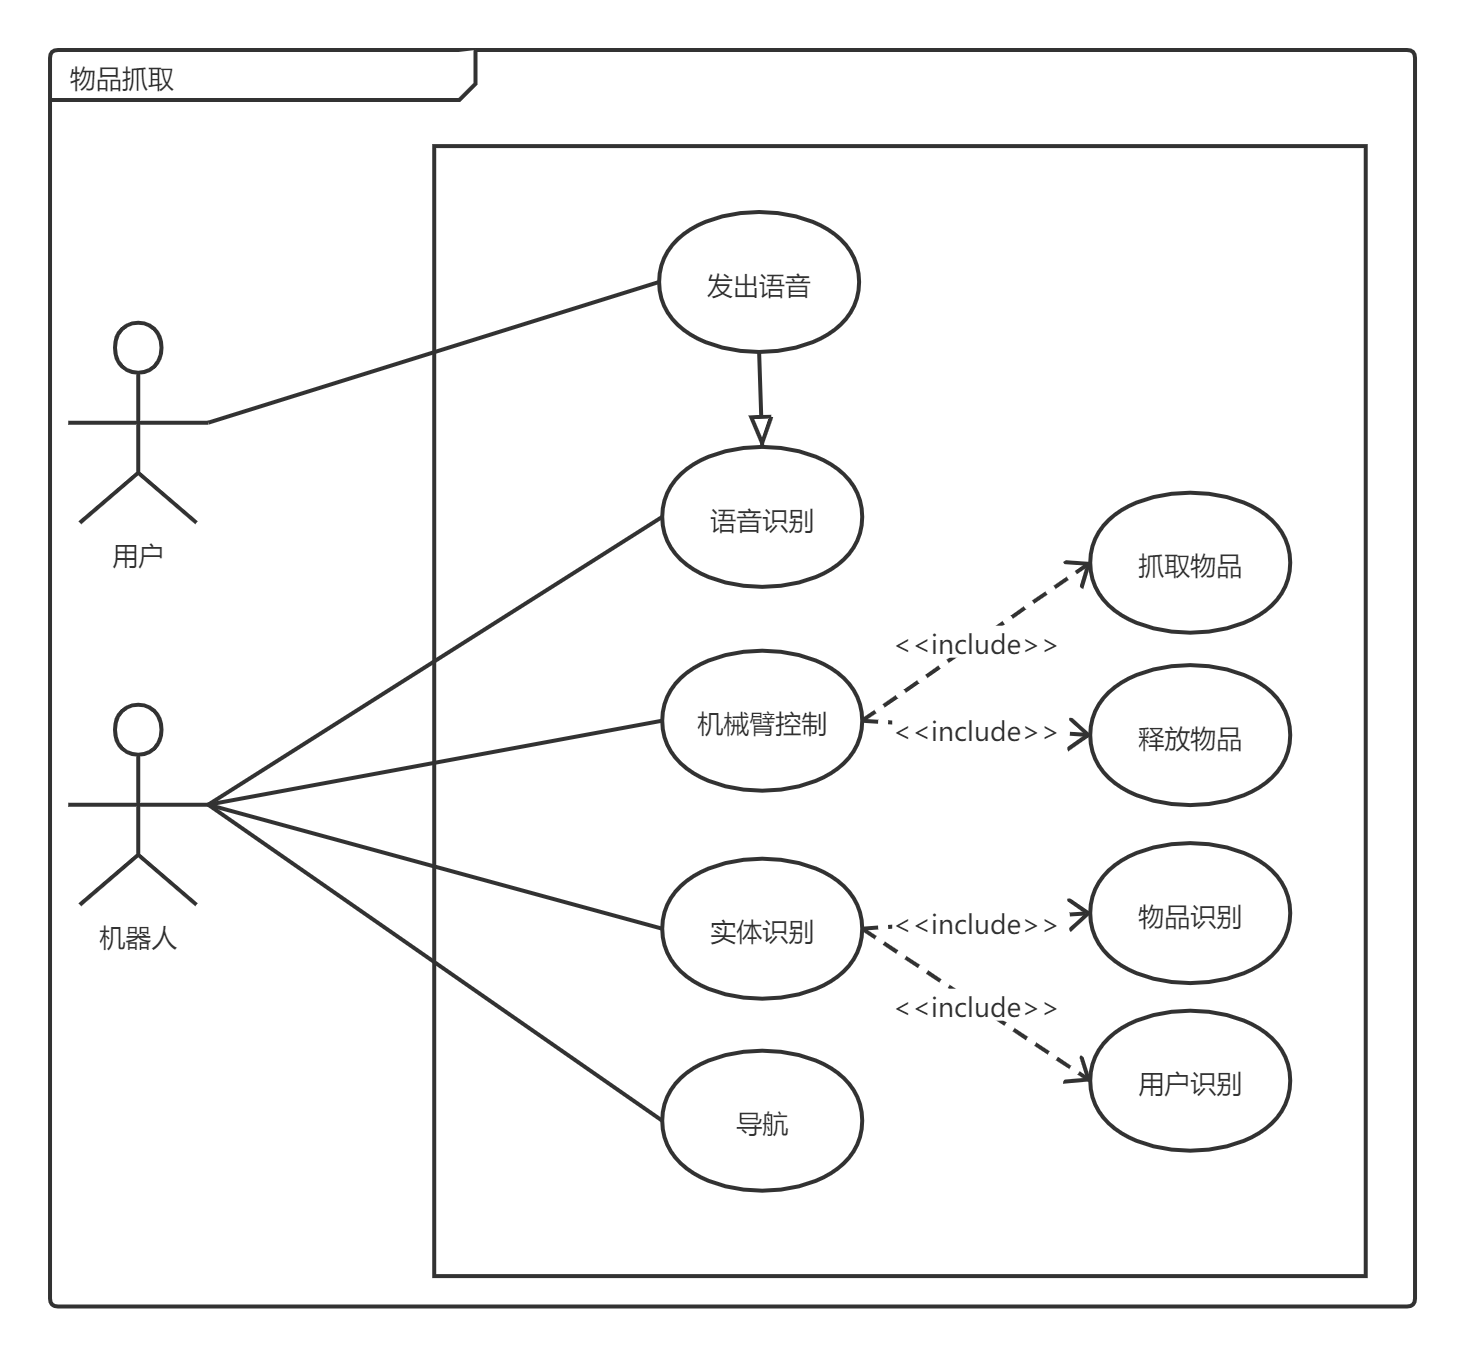 物品抓取
发出语音
用户
语音识别
抓取物品
<<include>>
机械臂控制
<<include>>
释放物品
机器人
实体识别
<<include>>
物品识别
<<include>>
用户识别
导航